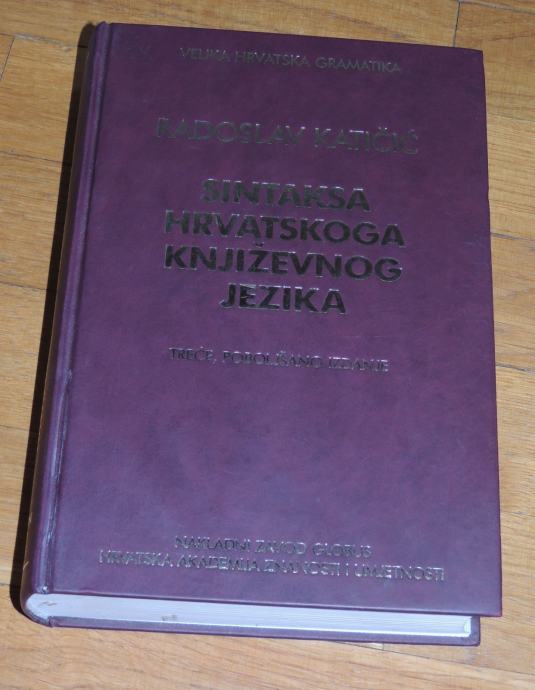 VELIKA HRVATSKA GRAMATIKA
RADOSLAV KATIČIĆ
SINTAKSA
HRVATSKOGA
KNJIŽEVNOG
JEZIKA
TREĆE, POBOLJŠANO IZDANJE
NAKLADNI ZAVOD GLOBUS
HRVATSKA AKADEMIJA ZNANOSTI I UMJETNOSTI